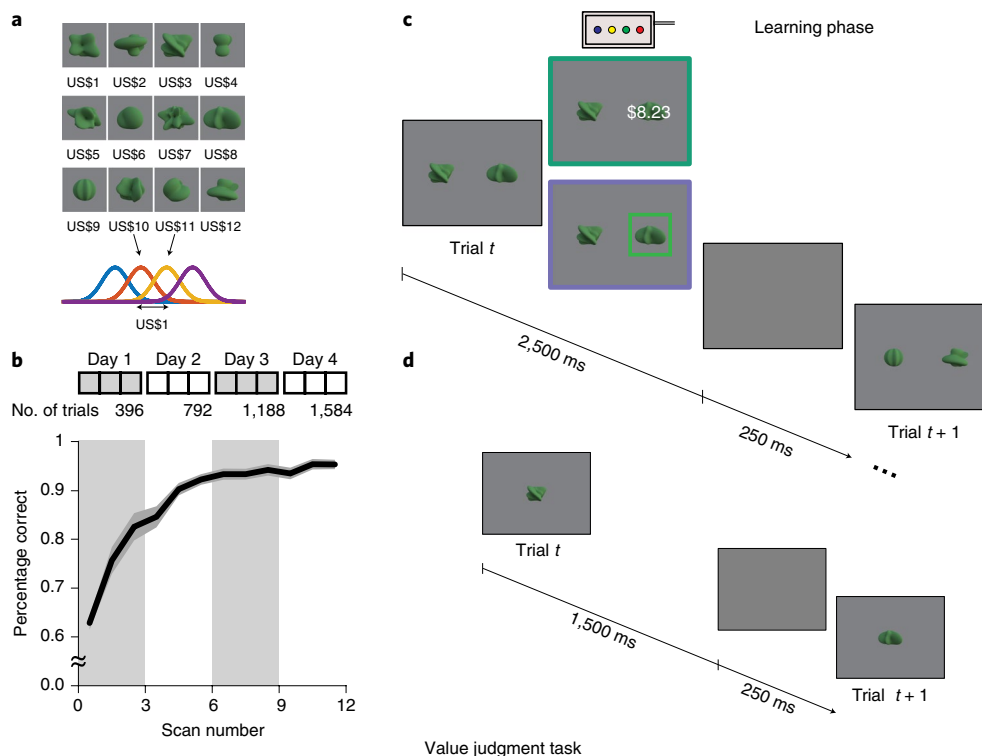 a
US$1 US$2 US$3 US$4
US$5 US$6 US$7 US$8
US$9 US$10 US$11 US$12
US$1
b
Day 1 Day 2 Day 3 Day 4
No. of trials 396 792 1,188 1,584
Percentage correct
1
0.9
0.8
0.7
0.6
0.0
0 3 6 9 12
Scan number
c
Learning phase
$8.23
Trial t
2,500 ms
250 ms
Trial t + 1
...
d
Trial t
1,500 ms
250 ms
Trial t + 1
Value judgment task